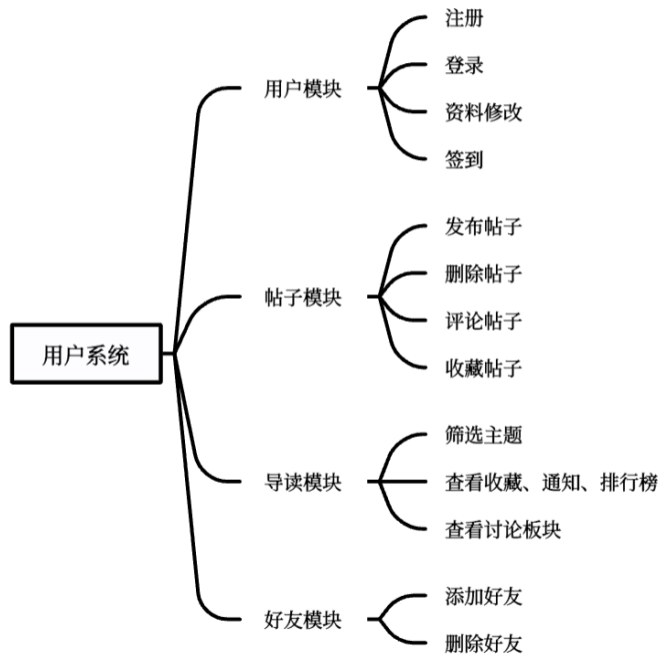 用户系统
用户模块
注册
登录
资料修改
签到
帖子模块
发布帖子
删除帖子
评论帖子
收藏帖子
导读模块
筛选主题
查看收藏、通知、排行榜
查看讨论板块
好友模块
添加好友
删除好友